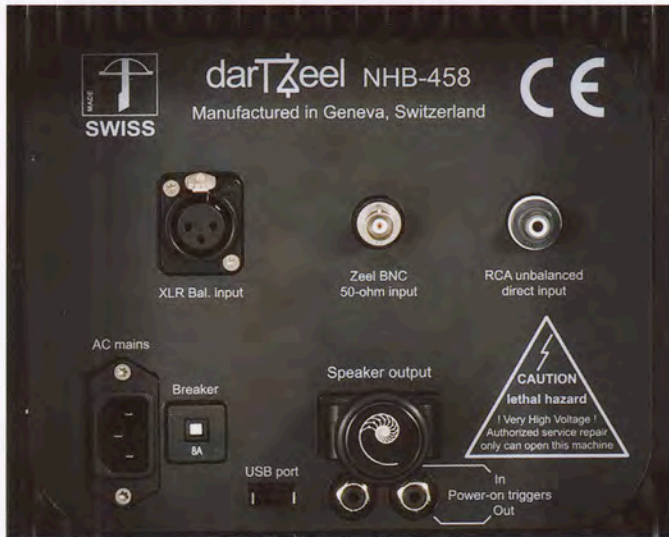 MADE
SWISS
darTZeel NHB-458
Manufactured in Geneva, Switzerland
CE
XLR Bal. input
Zeel BNC
50-ohm input
RCA unbalanced
direct input
AC mains
Breaker
8A
Speaker output
CAUTION
lethal hazard
! Very High Voltage !
Authorized service repair
only can open this machine
USB port
In
Power-on triggers
Out